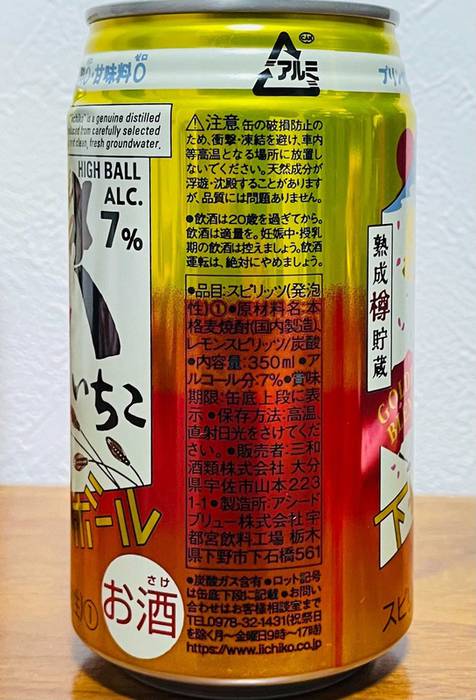 甘味料0
ゼロ
プリン
アルミ
"iichiko" is a genuine distilled
from carefully selected
clean, fresh groundwater.
HIGH BALL
ALC.
7%
いちこ
ボール
お酒
さけ
⚠注意 缶の破損防止の
ため、衝撃・凍結を避け、車内
等高温となる場所に放置し
ないでください。天然成分が
浮遊・沈殿することがあります
が、品質には問題ありません。
●飲酒は20歳を過ぎてから。
飲酒は適量を。妊娠中・授乳
期の飲酒は控えましょう。飲酒
運転は、絶対にやめましょう。
●品目:スピリッツ(発泡
性)①●原材料名:本
格麦焼酎(国内製造)、
レモンスピリッツ/炭酸
●内容量:350ml●ア
ルコール分:7%●賞味
期限:缶底上段に表
示 ●保存方法:高温、
直射日光をさけてくだ
さい。●販売者:三和
酒類株式会社 大分
県宇佐市山本223
1-1●製造所:アシード
ブリュー株式会社宇
都宮飲料工場 栃木
県下野市下石橋561
●炭酸ガス含有●ロット記号
は缶底下段に記載●お問い
合わせはお客様相談室まで
TEL0978-32-1431(祝祭日
を除く月〜金曜日9時〜17時)
https://www.iichiko.co.jp/
熟成樽貯蔵
GOLD
下
スピ